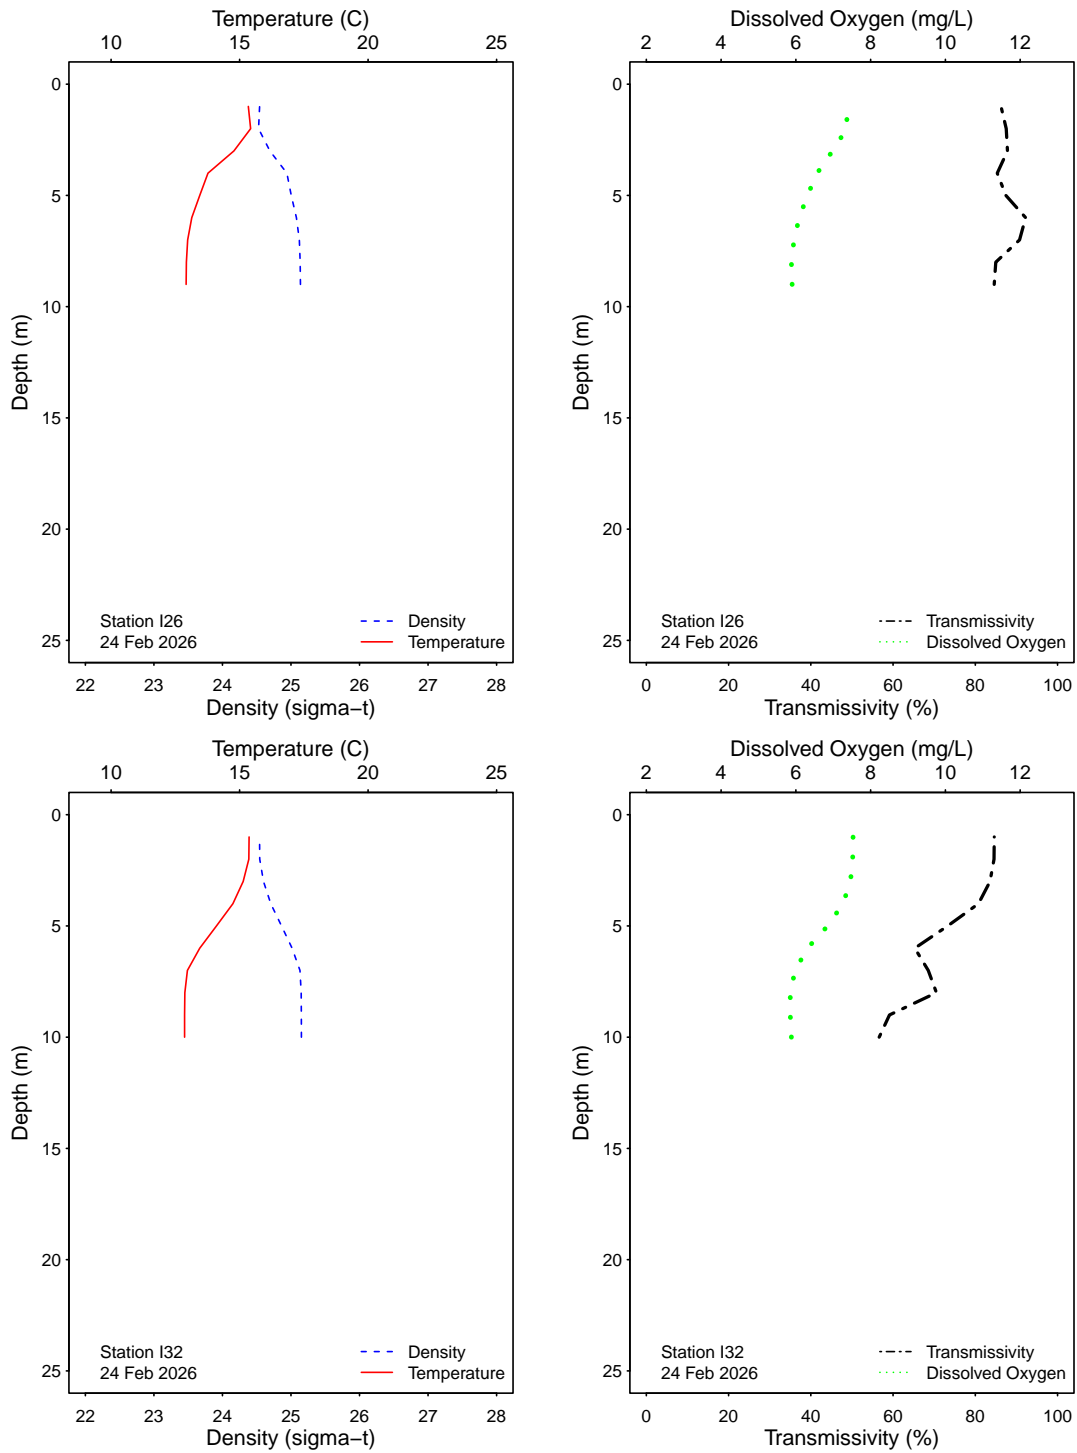 Temperature (C)
10 15 20 25
0
5
10
15
20
25
Depth (m)
Station I26
24 Feb 2026
Density
Temperature
22 23 24 25 26 27 28
Density (sigma−t)
Dissolved Oxygen (mg/L)
2 4 6 8 10 12
0
5
10
15
20
25
Depth (m)
Station I26
24 Feb 2026
Transmissivity
Dissolved Oxygen
0 20 40 60 80 100
Transmissivity (%)
Temperature (C)
10 15 20 25
0
5
10
15
20
25
Depth (m)
Station I32
24 Feb 2026
Density
Temperature
22 23 24 25 26 27 28
Density (sigma−t)
Dissolved Oxygen (mg/L)
2 4 6 8 10 12
0
5
10
15
20
25
Depth (m)
Station I32
24 Feb 2026
Transmissivity
Dissolved Oxygen
0 20 40 60 80 100
Transmissivity (%)